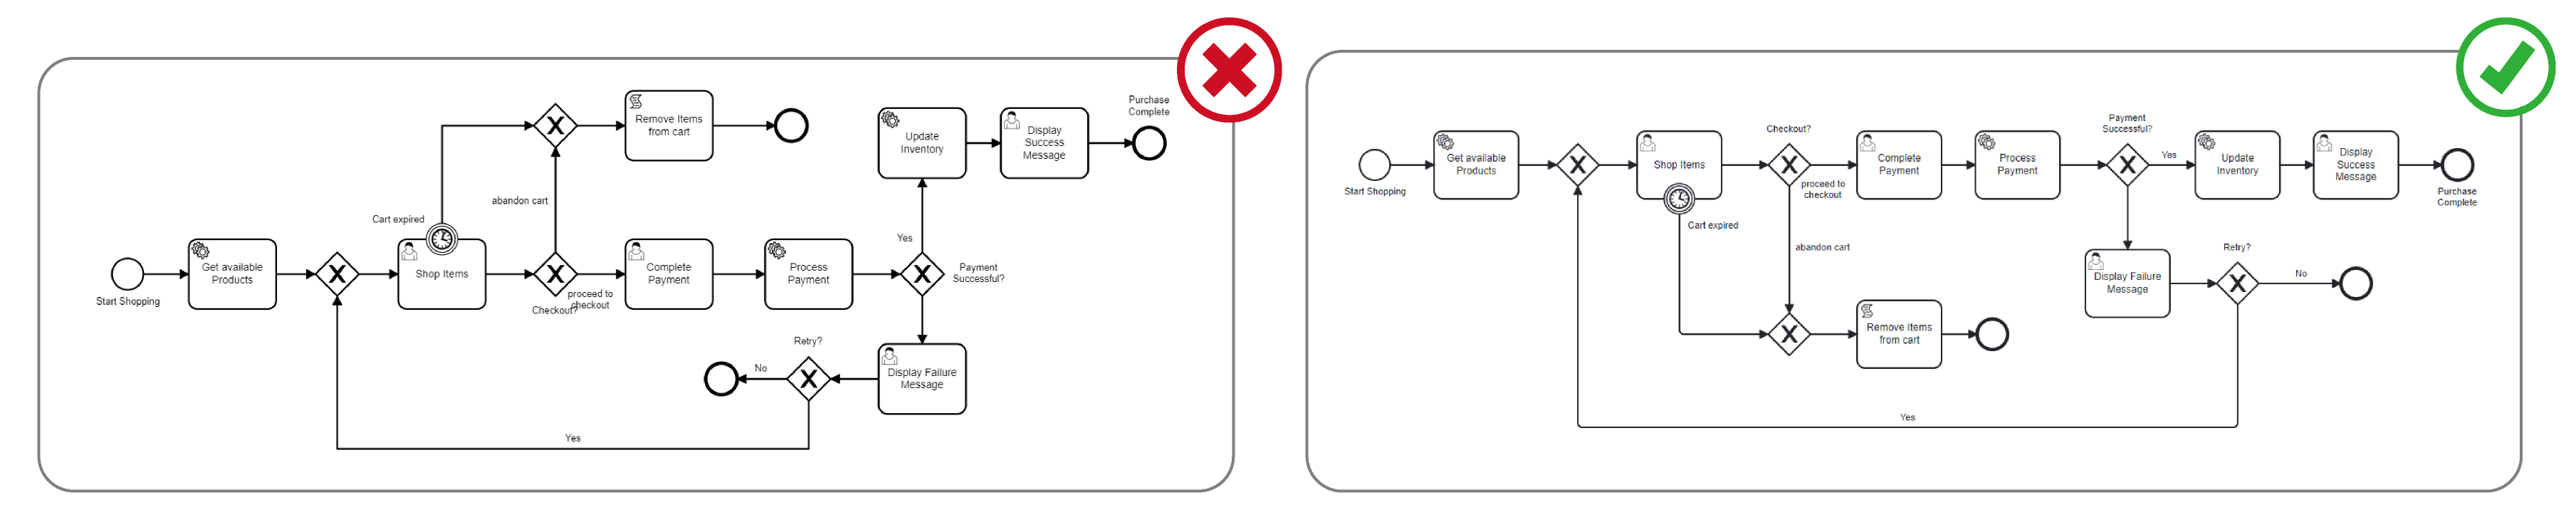 Purchase
Complete
Remove Items
from cart
Update
Inventory
Display
Success
Message
abandon cart
Cart expired
Yes
Start Shopping
Get available
Products
Shop Items
Checkout?
proceed to
checkout
Complete
Payment
Process
Payment
Payment
Successful?
Retry?
No
Display Failure
Message
Yes
Checkout?
Payment
Successful?
Start Shopping
Get available
Products
Shop Items
Cart expired
proceed to
checkout
abandon cart
Complete
Payment
Process
Payment
Yes
Update
Inventory
Display
Success
Message
Purchase
Complete
Display Failure
Message
Retry?
No
Remove Items
from cart
Yes